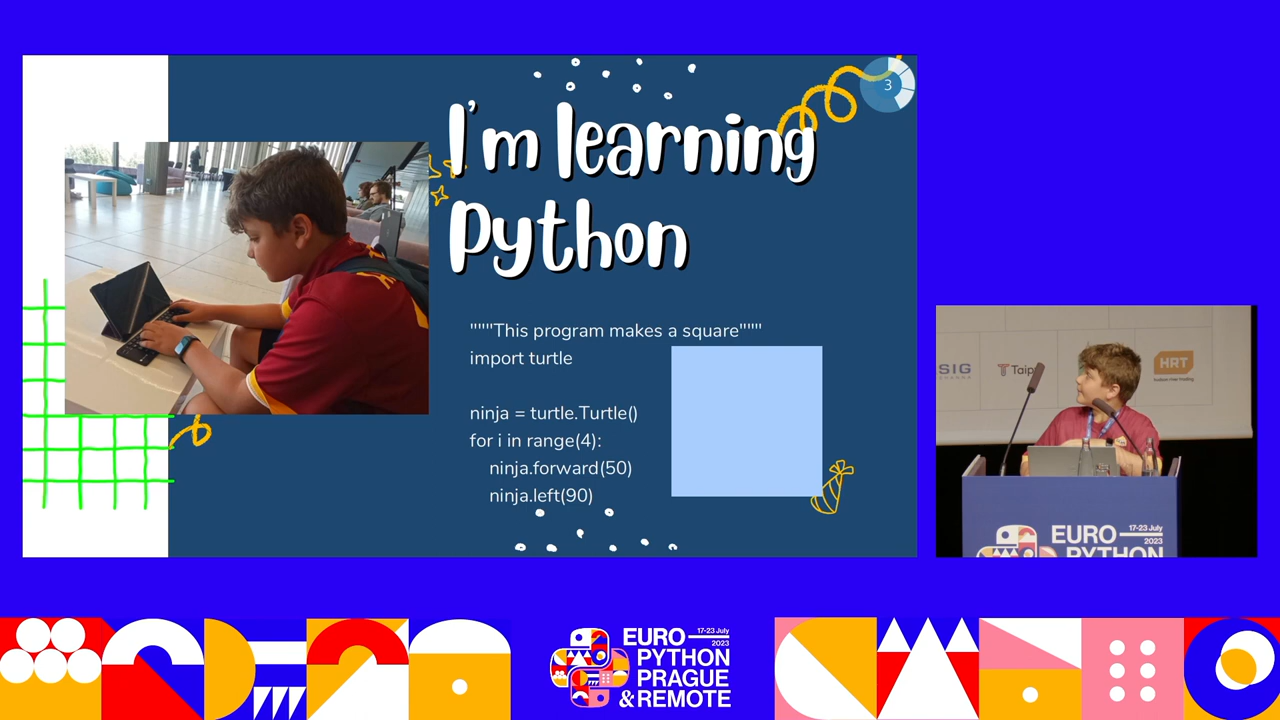 3
I'm learning
Python
"""This program makes a square"""
import turtle
ninja = turtle.Turtle()
for i in range(4):
ninja.forward(50)
ninja.left(90)
SIG
Taip
HRT
EURO
17-23 July
2023
PYTHON
EURO
17-23 July
2023
PYTHON
PRAGUE
& REMOTE